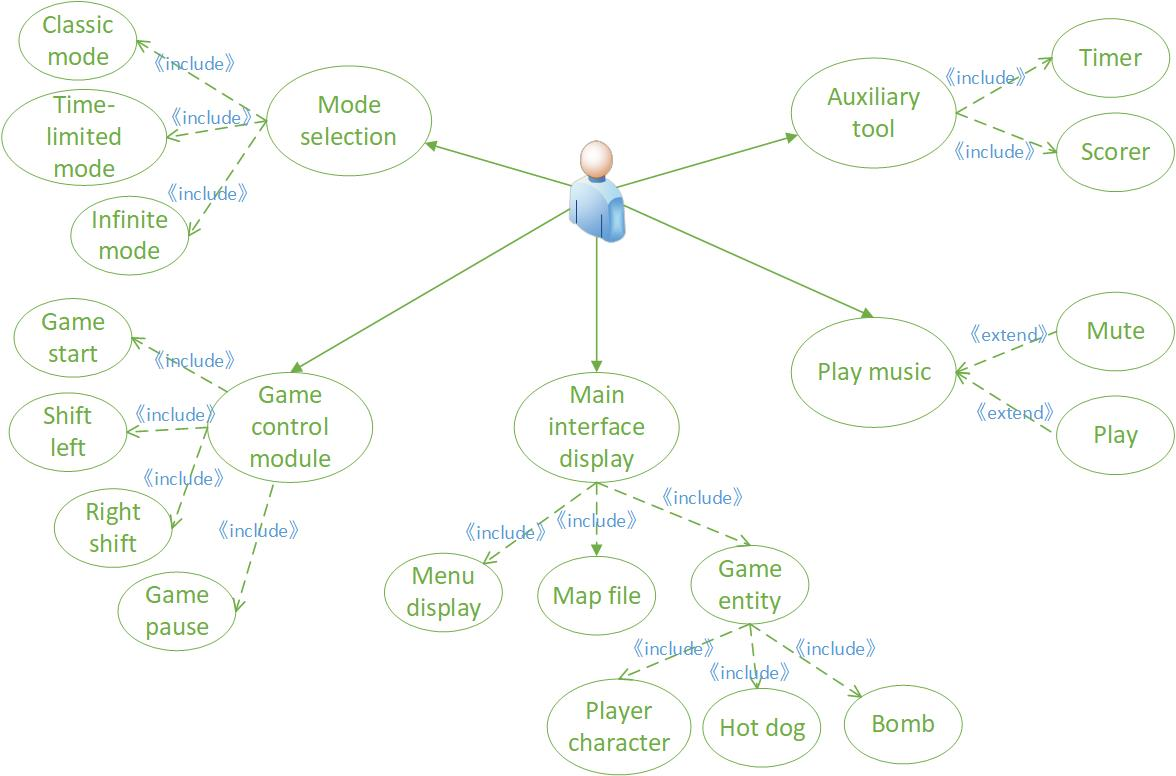 Classic
mode
《include》
Time-
limited
mode
《include》
Infinite
mode
《include》
Mode
selection
Auxiliary
tool
《include》
Timer
《include》
Scorer
Game
start
《include》
Shift
left
《include》
Right
shift
《include》
Game
pause
《include》
Game
control
module
Main
interface
display
Play music
《extend》
Mute
《extend》
Play
《include》
《include》
《include》
Menu
display
Map file
Game
entity
《include》
《include》
《include》
Player
character
Hot dog
Bomb